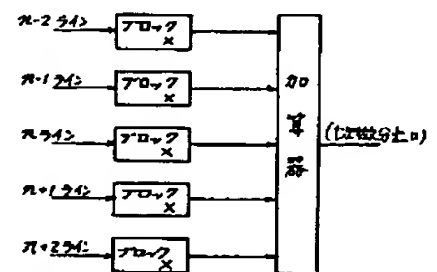 n-2 ライン
ブロック
X
n-1 ライン
ブロック
X
n ライン
ブロック
X
n+1 ライン
ブロック
X
n+2 ライン
ブロック
X
加算器